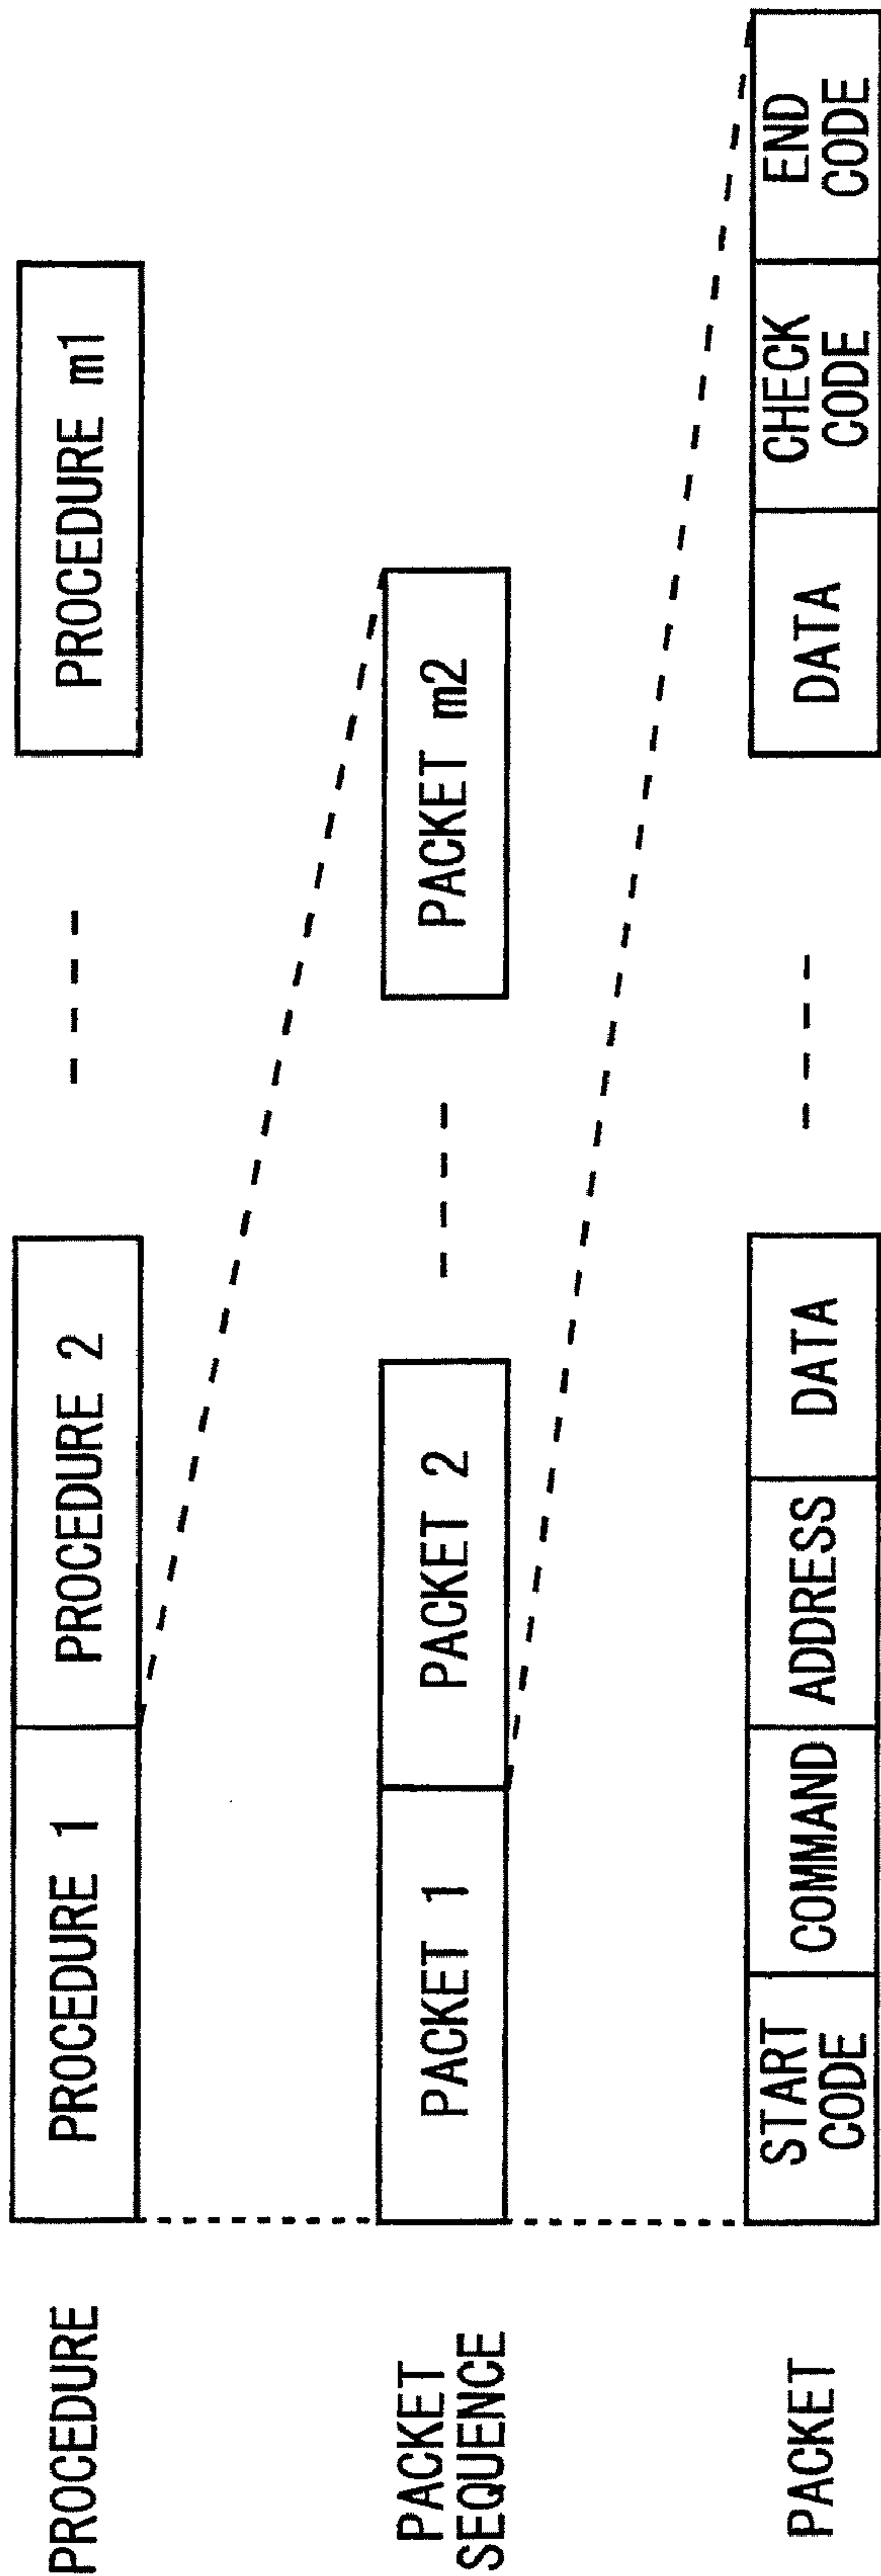 PROCEDURE
PROCEDURE 1
PROCEDURE 2
PROCEDURE m1
PACKET
SEQUENCE
PACKET 1
PACKET 2
PACKET m2
PACKET
START
CODE
COMMAND
ADDRESS
DATA
DATA
CHECK
CODE
END
CODE